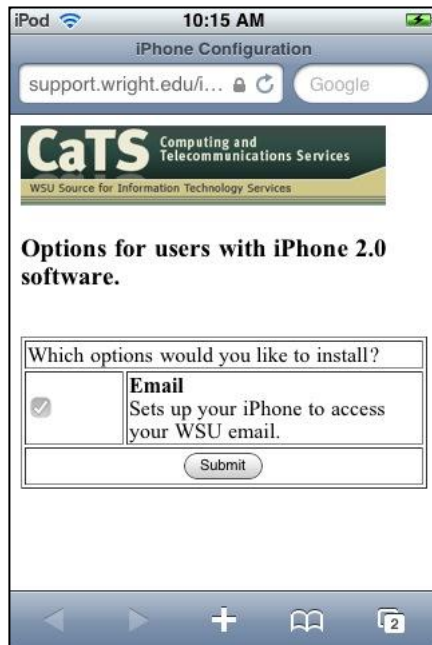 iPod 10:15 AM
iPhone Configuration
support.wright.edu/i... Google
CaTS Computing and
Telecommunications Services
WSU Source for Information Technology Services
Options for users with iPhone 2.0
software.
Which options would you like to install?
Email
Sets up your iPhone to access
your WSU email.
Submit
2